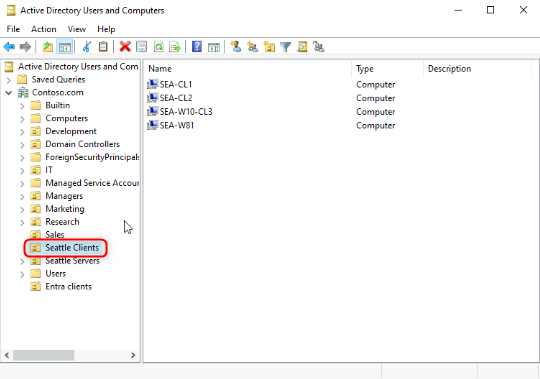 Active Directory Users and Computers
File Action View Help
Active Directory Users and Com
Saved Queries
Contoso.com
Builtin
Computers
Development
Domain Controllers
ForeignSecurityPrincipals
IT
Managed Service Accour
Managers
Marketing
Research
Sales
Seattle Clients
Seattle Servers
Users
Entra clients
Name Type Description
SEA-CL1 Computer
SEA-CL2 Computer
SEA-W10-CL3 Computer
SEA-W81 Computer